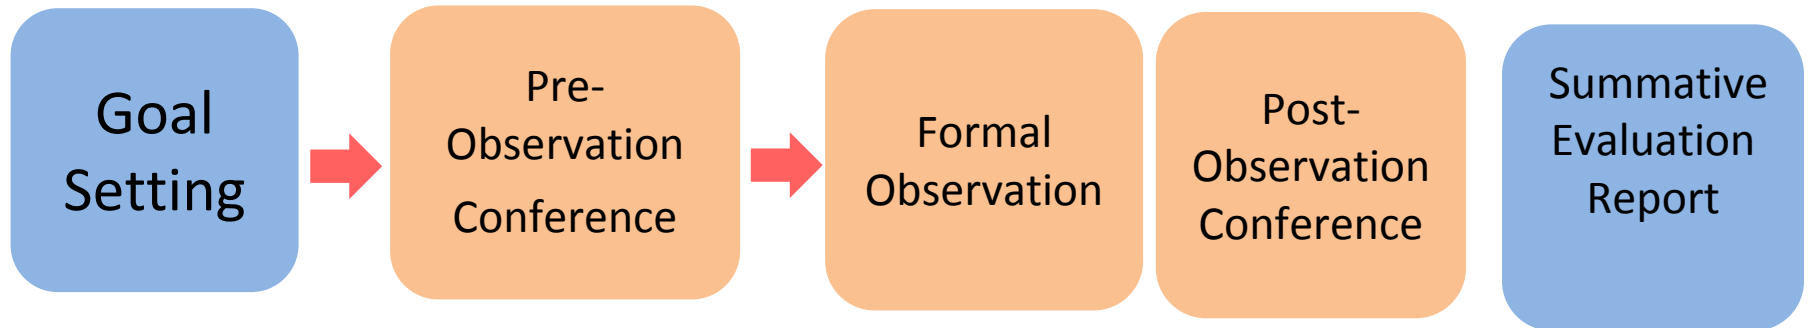 Goal
Setting
Pre-
Observation
Conference
Formal
Observation
Post-
Observation
Conference
Summative
Evaluation
Report